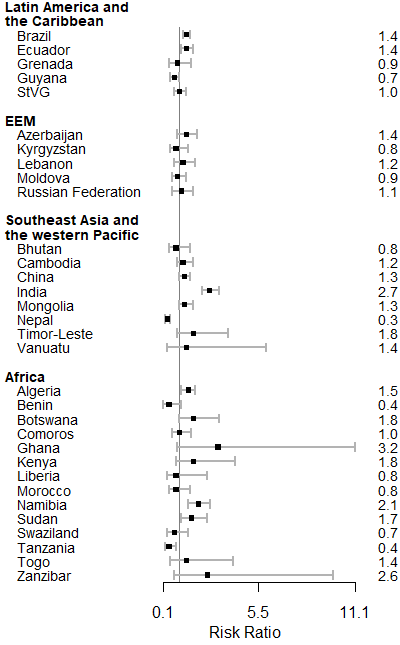 Latin America and
the Caribbean
Brazil 1.4
Ecuador 1.4
Grenada 0.9
Guyana 0.7
StVG 1.0
EEM
Azerbaijan 1.4
Kyrgyzstan 0.8
Lebanon 1.2
Moldova 0.9
Russian Federation 1.1
Southeast Asia and
the western Pacific
Bhutan 0.8
Cambodia 1.2
China 1.3
India 2.7
Mongolia 1.3
Nepal 0.3
Timor-Leste 1.8
Vanuatu 1.4
Africa
Algeria 1.5
Benin 0.4
Botswana 1.8
Comoros 1.0
Ghana 3.2
Kenya 1.8
Liberia 0.8
Morocco 0.8
Namibia 2.1
Sudan 1.7
Swaziland 0.7
Tanzania 0.4
Togo 1.4
Zanzibar 2.6
0.1 5.5 11.1
Risk Ratio